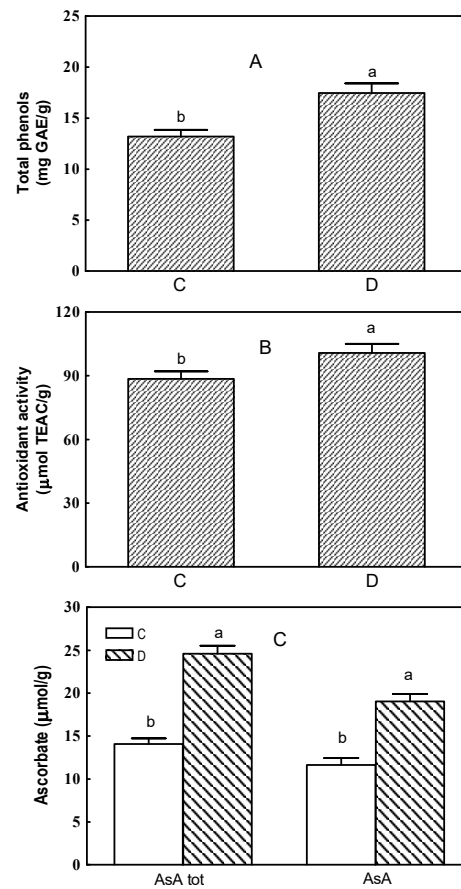 25
20
15
10
5
0
Total phenols
(mg GAE/g)
A
b
a
C
D
120
90
60
30
0
Antioxidant activity
(μmol TEAC/g)
B
b
a
C
D
30
25
20
15
10
5
0
Ascorbate (μmol/g)
C
D
C
b
a
b
a
AsA tot
AsA